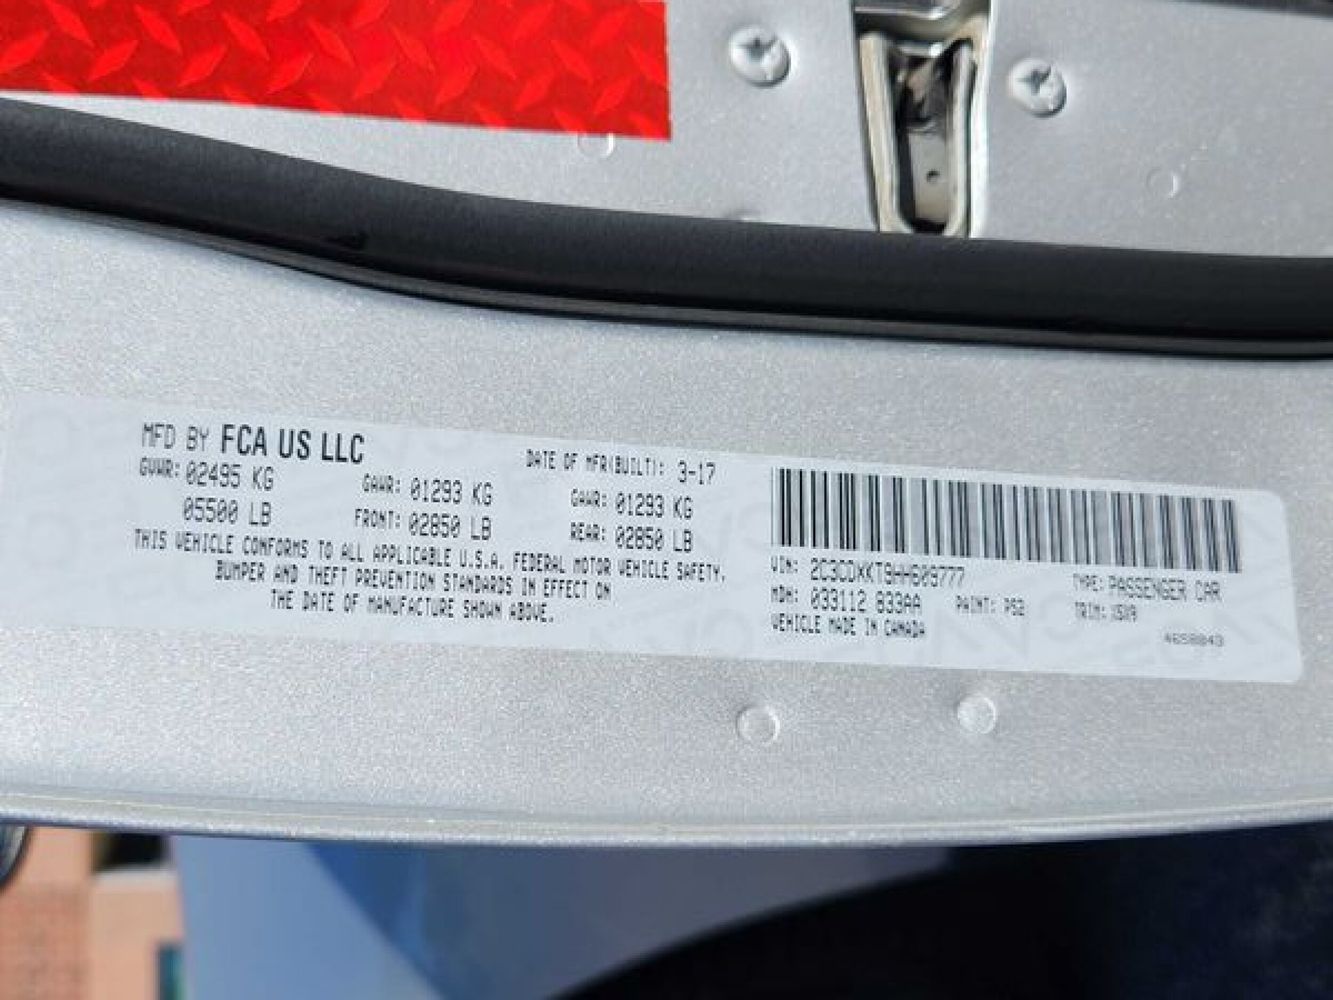 MFD BY FCA US LLC
DATE OF MFR(BUILT): 3-17
GVWR: 02495 KG
05500 LB
GAWR: 01293 KG
FRONT: 02850 LB
GAWR: 01293 KG
REAR: 02850 LB
THIS VEHICLE CONFORMS TO ALL APPLICABLE U.S.A. FEDERAL MOTOR VEHICLE SAFETY,
BUMPER AND THEFT PREVENTION STANDARDS IN EFFECT ON
THE DATE OF MANUFACTURE SHOWN ABOVE.
VIN: 2C3CDXKT9HH609777
TYPE: PASSENGER CAR
MDH: 033112 833AA
PAINT: PS2
TRIM:
VEHICLE MADE IN CANADA